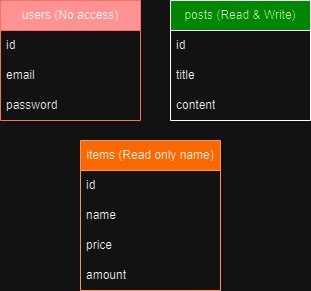 users (No access)
id
email
password
posts (Read & Write)
id
title
content
items (Read only name)
id
name
price
amount